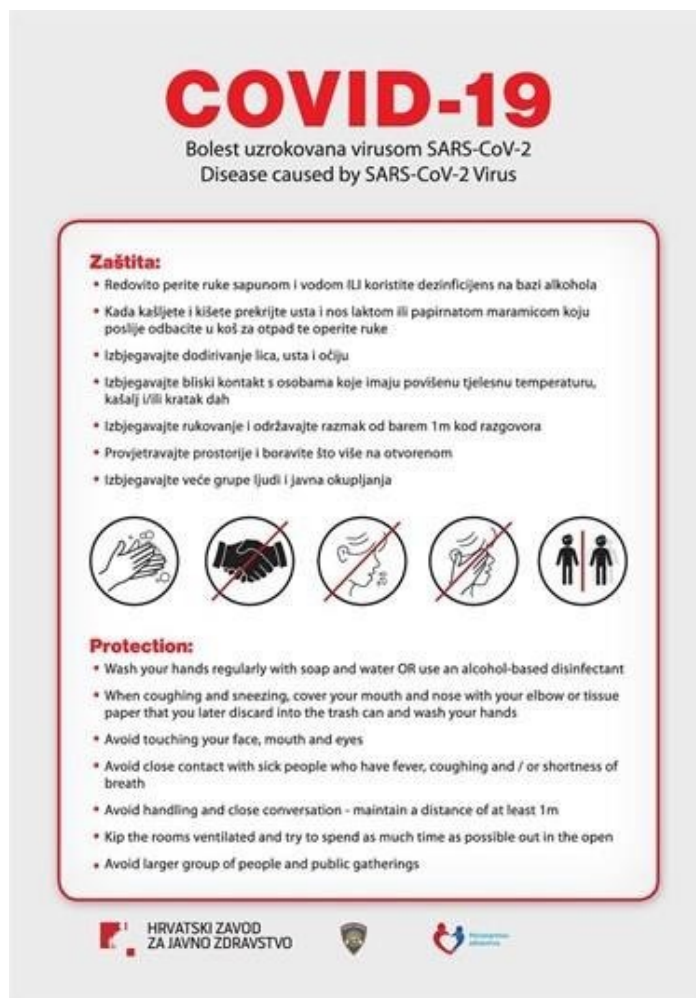 COVID-19
Bolest uzrokovana virusom SARS-CoV-2
Disease caused by SARS-CoV-2 Virus
Zaštita:
• Redovito perite ruke sapunom i vodom ILI koristite dezinficijens na bazi alkohola
• Kada kašljete i kišete prekrijte usta i nos laktom ili papirnatom maramicom koju
poslije odbacite u koš za otpad te operite ruke
• Izbjegavajte dodirivanje lica, usta i očiju
• Izbjegavajte bliski kontakt s osobama koje imaju povišenu tjelesnu temperaturu,
kašalj i/ili kratak dah
• Izbjegavajte rukovanje i održavajte razmak od barem 1m kod razgovora
• Provjetravajte prostorije i boravite što više na otvorenom
• Izbjegavajte veće grupe ljudi i javna okupljanja
Protection:
• Wash your hands regularly with soap and water OR use an alcohol-based disinfectant
• When coughing and sneezing, cover your mouth and nose with your elbow or tissue
paper that you later discard into the trash can and wash your hands
• Avoid touching your face, mouth and eyes
• Avoid close contact with sick people who have fever, coughing and / or shortness of
breath
• Avoid handling and close conversation - maintain a distance of at least 1m
• Kip the rooms ventilated and try to spend as much time as possible out in the open
• Avoid larger group of people and public gatherings
HRVATSKI ZAVOD
ZA JAVNO ZDRAVSTVO